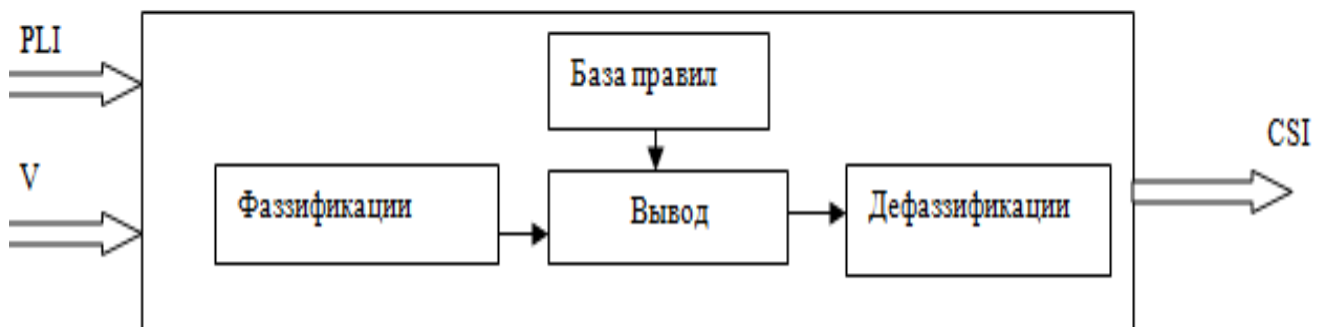 PLI
База правил
CSI
V
Фаззификации
Вывод
Дефаззификации